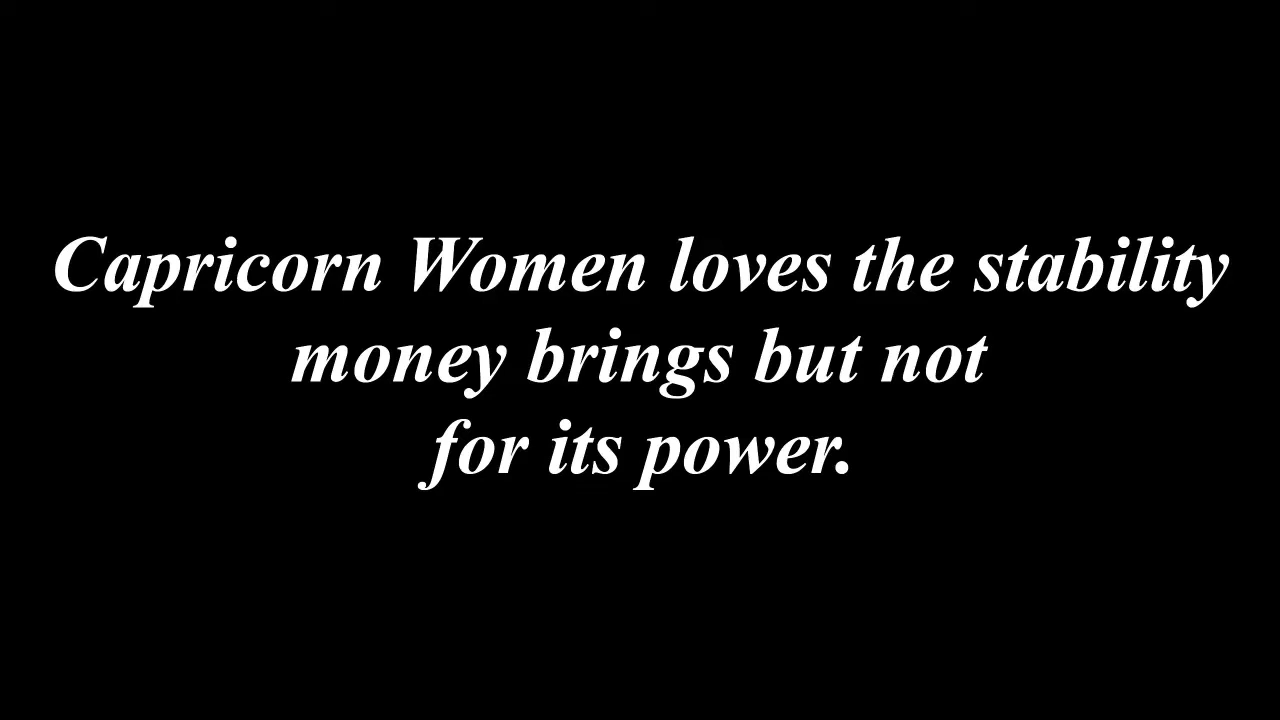 Capricorn Women loves the stability
money brings but not
for its power.